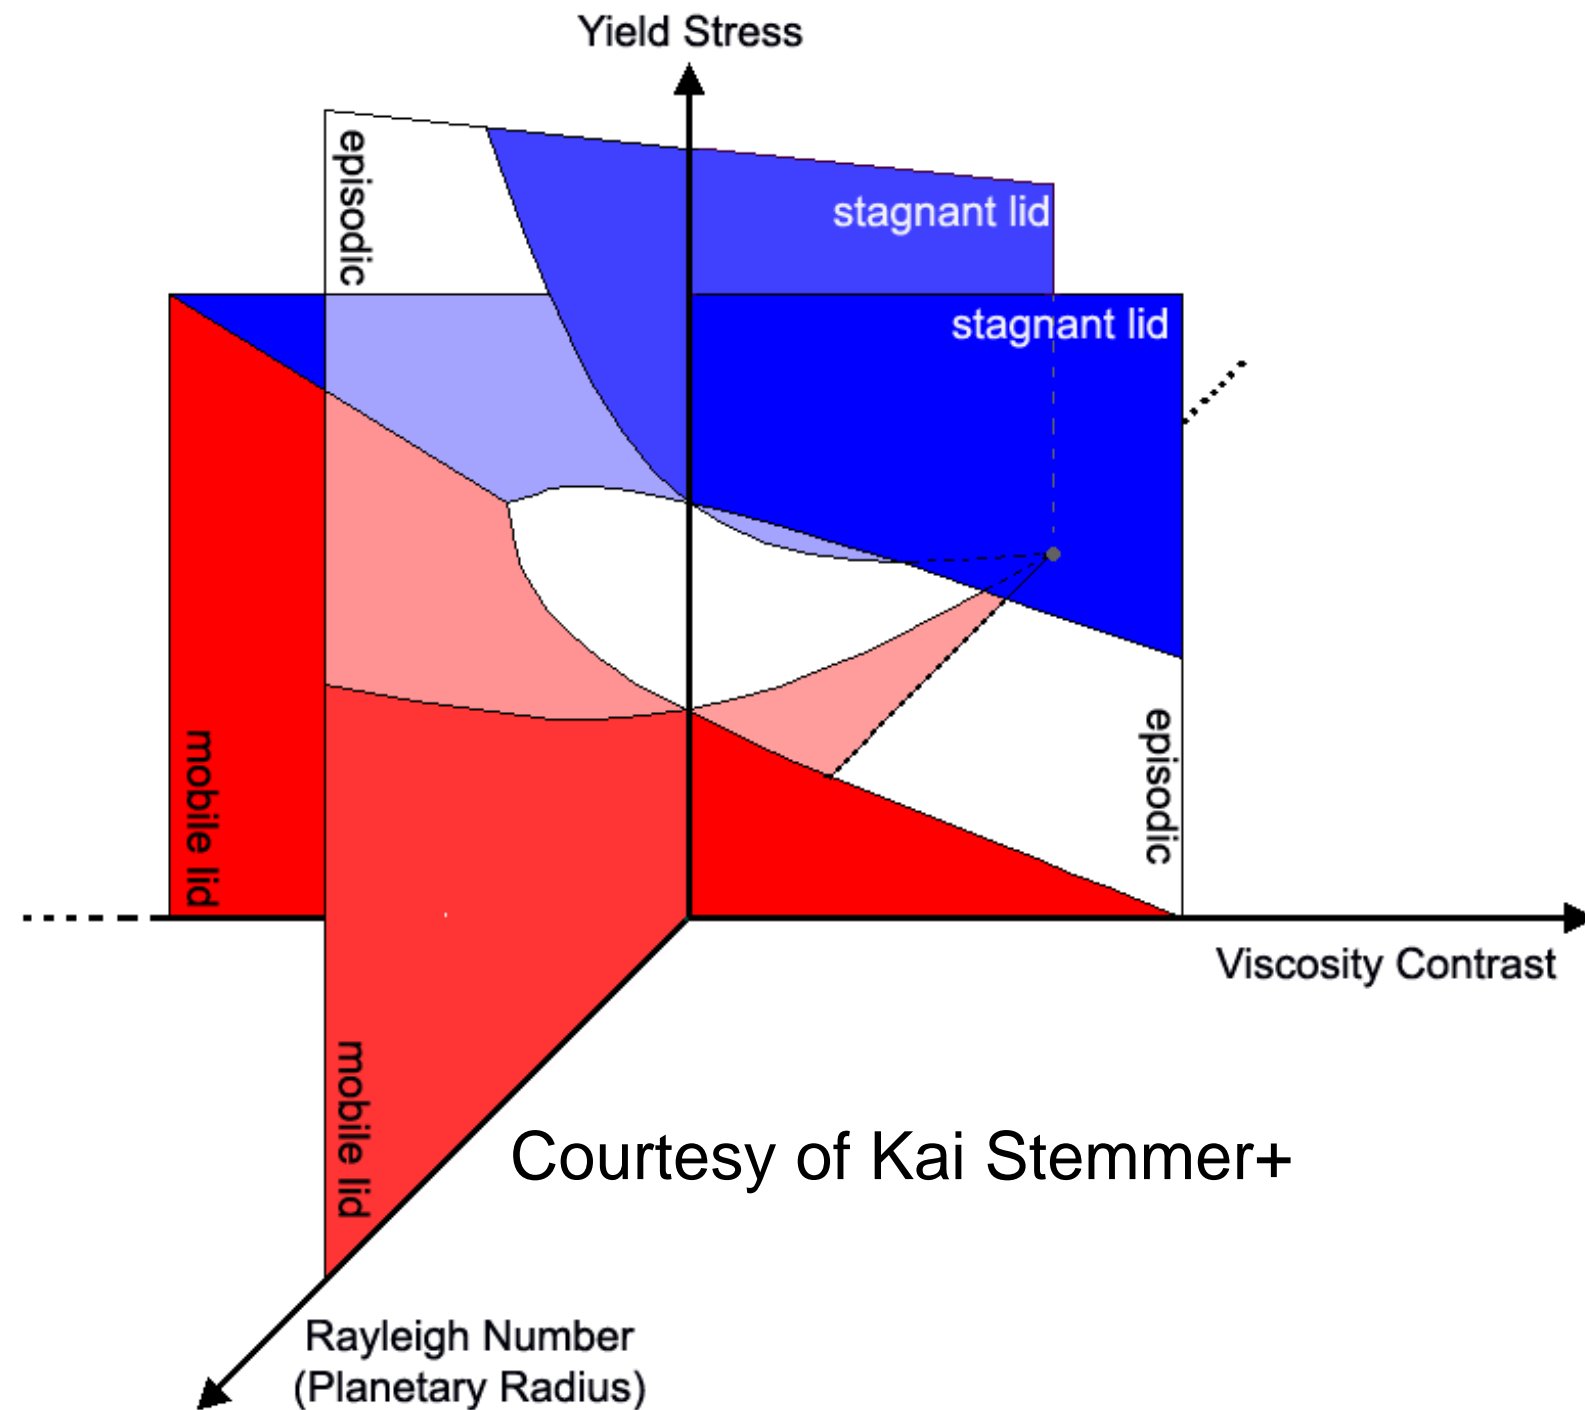 Yield Stress
episodic
stagnant lid
stagnant lid
mobile lid
episodic
Viscosity Contrast
mobile lid
Courtesy of Kai Stemmer+
Rayleigh Number
(Planetary Radius)